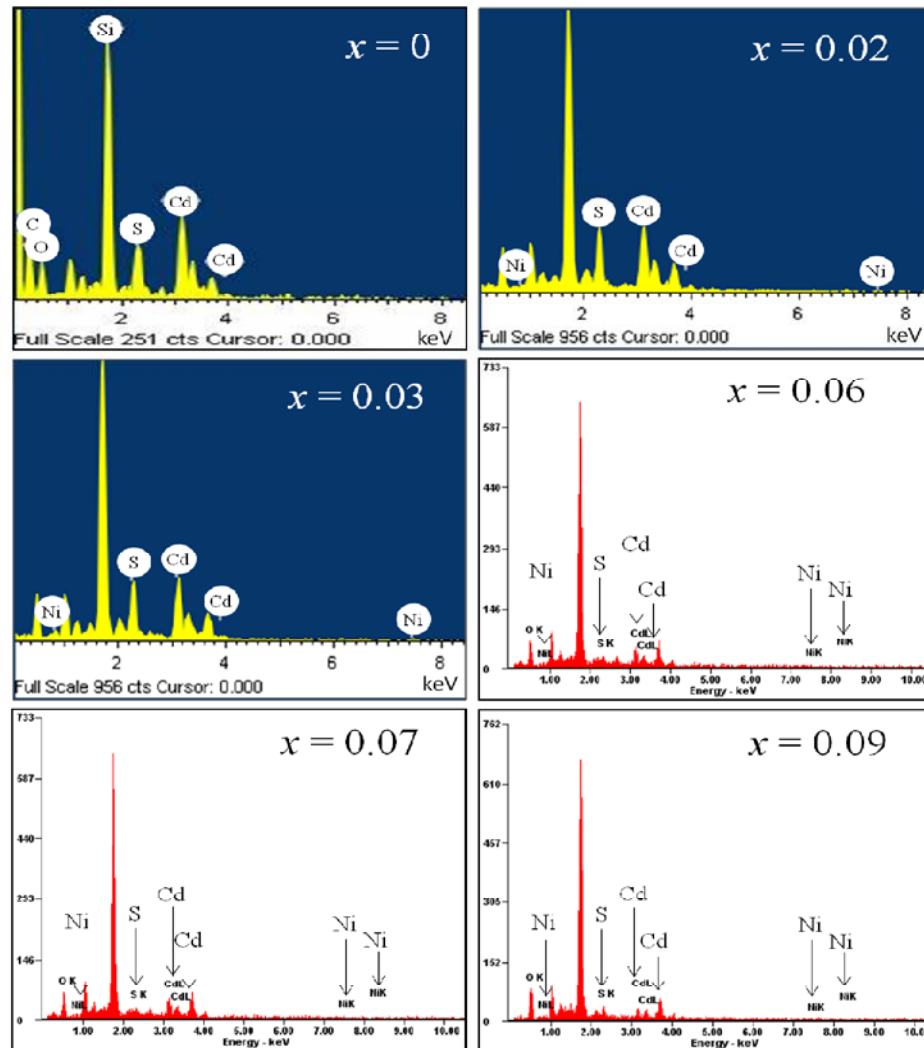 x = 0
Si
C
O
S
Cd
Cd
2 4 6 8
Full Scale 251 cts Cursor: 0.000 keV
x = 0.02
Ni
S
Cd
Cd
Ni
2 4 6 8
Full Scale 956 cts Cursor: 0.000 keV
x = 0.03
Ni
S
Cd
Cd
Ni
2 4 6 8
Full Scale 956 cts Cursor: 0.000 keV
x = 0.06
733
587
440
293
146
0
Ni
S
Cd
Cd
Ni
Ni
O K
NiL
S K
CdL
CdL
NiK
NiK
1.00 2.00 3.00 4.00 5.00 6.00 7.00 8.00 9.00 10.0
Energy - keV
x = 0.07
733
587
440
293
146
0
Ni
S
Cd
Cd
Ni
Ni
O K
NiL
S K
CdL
CdL
NiK
NiK
1.00 2.00 3.00 4.00 5.00 6.00 7.00 8.00 9.00 10.00
Energy - keV
x = 0.09
762
610
457
305
152
0
Ni
S
Cd
Cd
Ni
Ni
O K
NiL
S K
CdL
CdL
NiK
NiK
1.00 2.00 3.00 4.00 5.00 6.00 7.00 8.00 9.00 10.0
Energy - keV